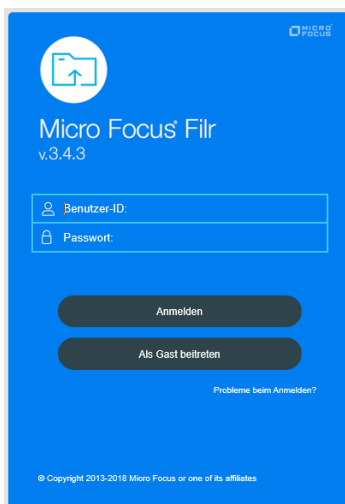 MICRO
FOCUS
Micro Focus® Filr
v.3.4.3
Benutzer-ID:
Passwort:
Anmelden
Als Gast beitreten
Probleme beim Anmelden?
© Copyright 2013-2018 Micro Focus or one of its affiliates